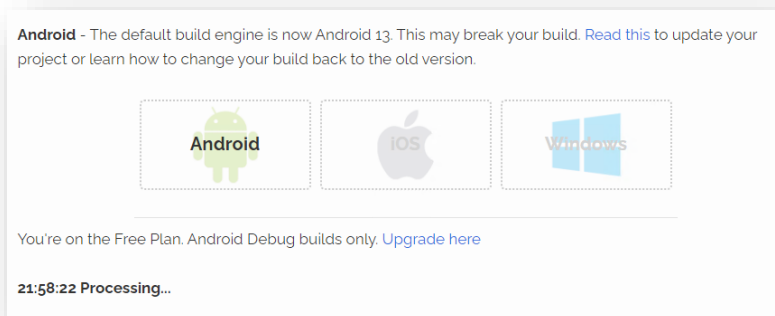 Android - The default build engine is now Android 13. This may break your build. Read this to update your
project or learn how to change your build back to the old version.
Android
iOS
Windows
You're on the Free Plan. Android Debug builds only. Upgrade here
21:58:22 Processing...